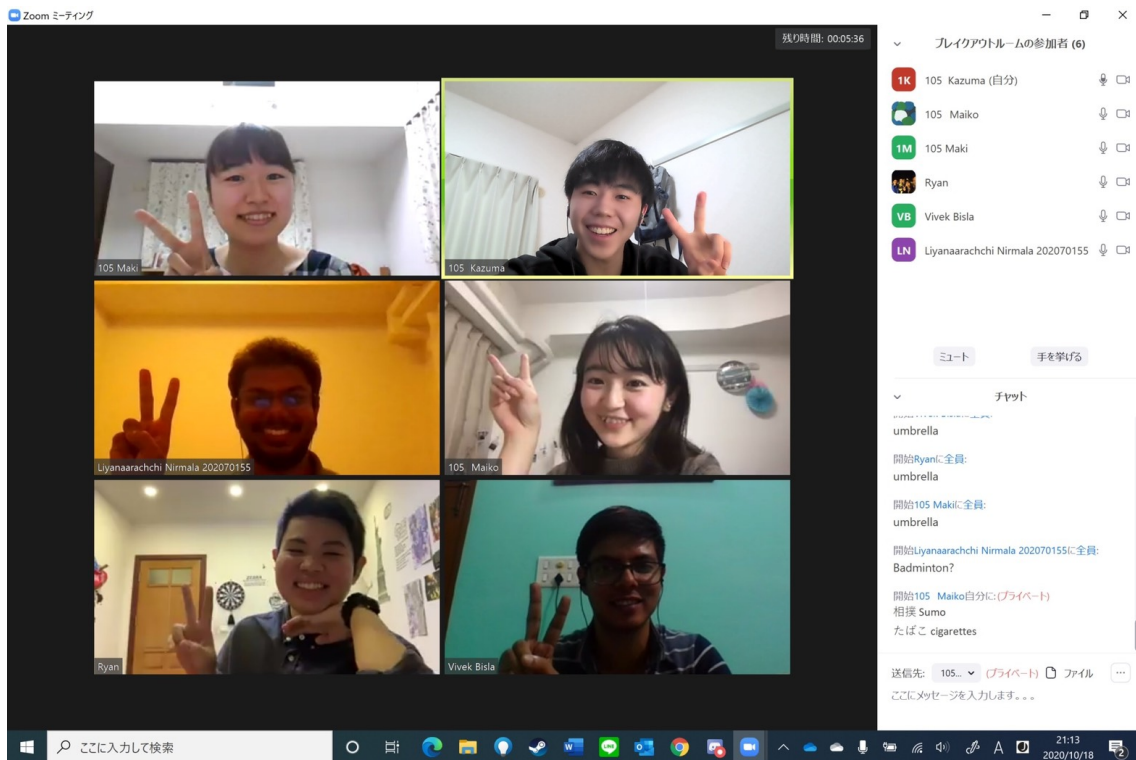 Zoom ミーティング
残り時間: 00:05:36
105 Maki
105 Kazuma
Liyanaarachchi Nirmala 202070155
105 Maiko
Ryan
Vivek Bisla
ブレイクアウトルームの参加者 (6)
1K 105 Kazuma (自分)
105 Maiko
1M 105 Maki
Ryan
VB Vivek Bisla
LN Liyanaarachchi Nirmala 202070155
ミュート 手を挙げる
チャット
umbrella
開始Ryanに全員:
umbrella
開始105 Makiに全員:
umbrella
開始Liyanaarachchi Nirmala 202070155に全員:
Badminton?
開始105 Maiko自分に:(プライベート)
相撲 Sumo
たばこ cigarettes
送信先: 105... (プライベート) ファイル ...
ここにメッセージを入力します。。。
ここに入力して検索
21:13
2020/10/18
2